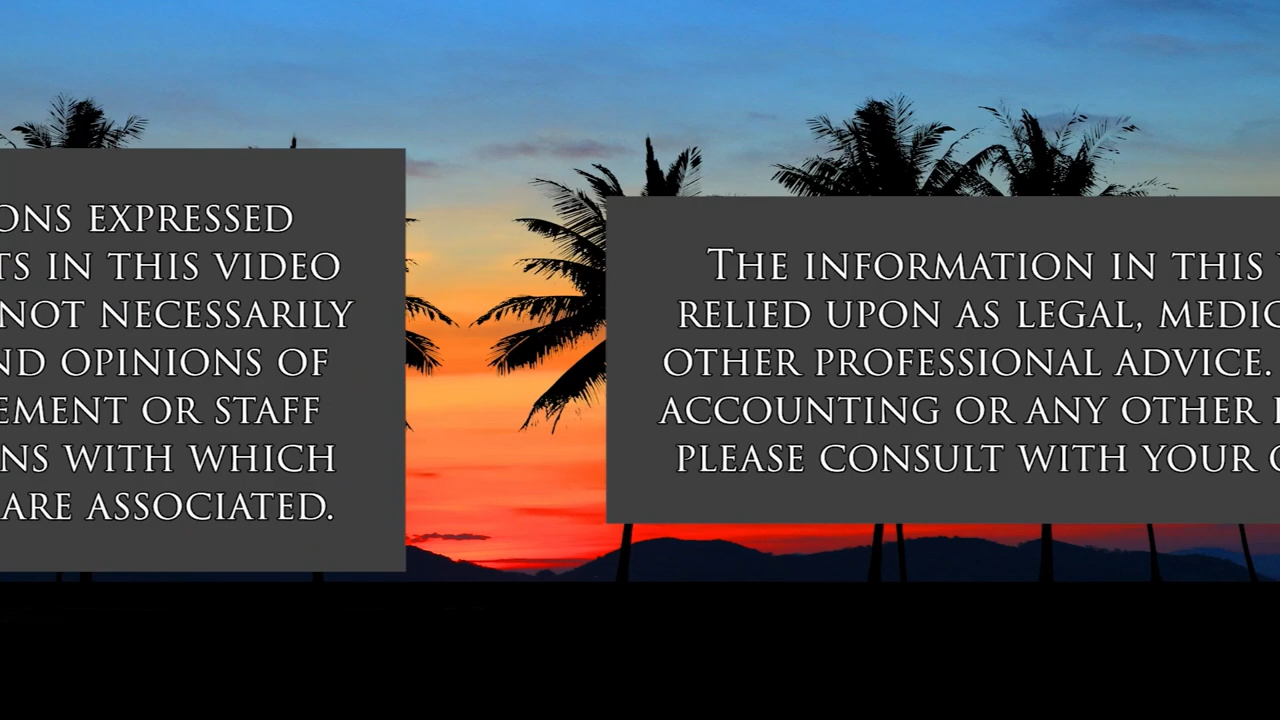 ONS EXPRESSED
TS IN THIS VIDEO
NOT NECESSARILY
ND OPINIONS OF
EMENT OR STAFF
NS WITH WHICH
ARE ASSOCIATED.
THE INFORMATION IN THIS
RELIED UPON AS LEGAL, MEDIC
OTHER PROFESSIONAL ADVICE.
ACCOUNTING OR ANY OTHER
PLEASE CONSULT WITH YOUR